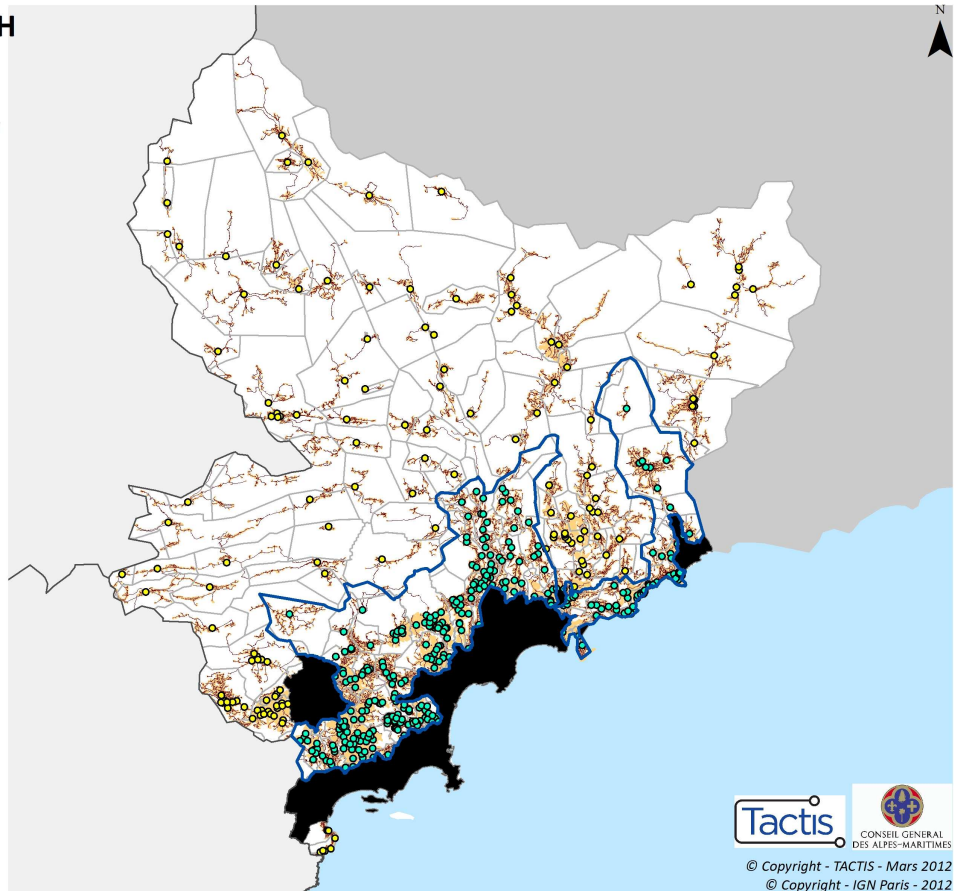 H
N
Tactis
CONSEIL GENERAL
DES ALPES-MARITIMES
© Copyright - TACTIS - Mars 2012
© Copyright - IGN Paris - 2012